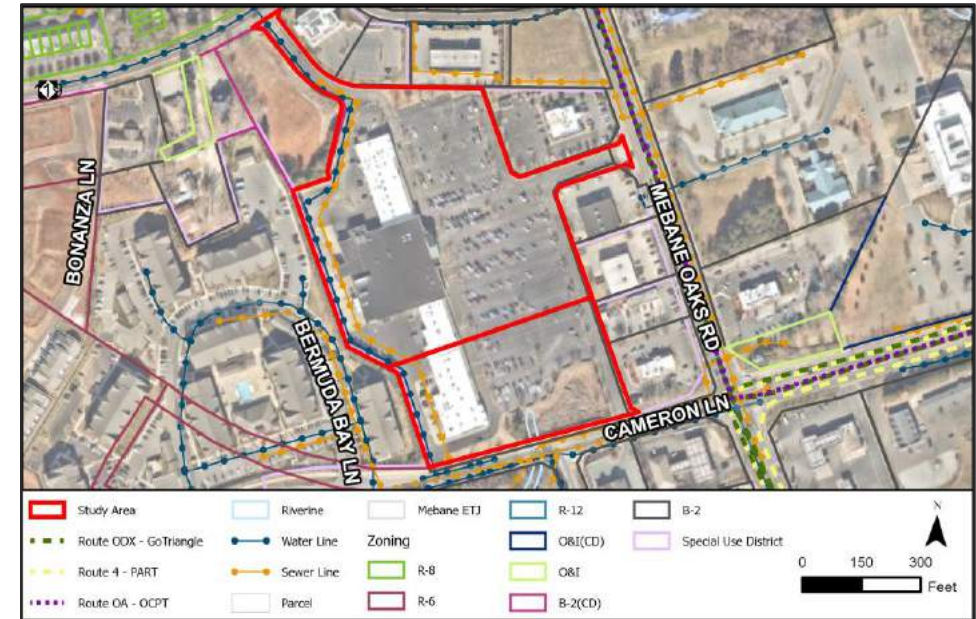 BONANZA LN
BERMUDA BAY LN
MEBANE OAKS RD
CAMERON LN
Study Area
Riverine
Mebane ETJ
R-12
B-2
Route ODX - GoTriangle
Water Line
Zoning
O&I(CD)
Special Use District
Route 4 - PART
Sewer Line
R-8
O&I
Route OA - OCPT
Parcel
R-6
B-2(CD)
N
0 150 300
Feet